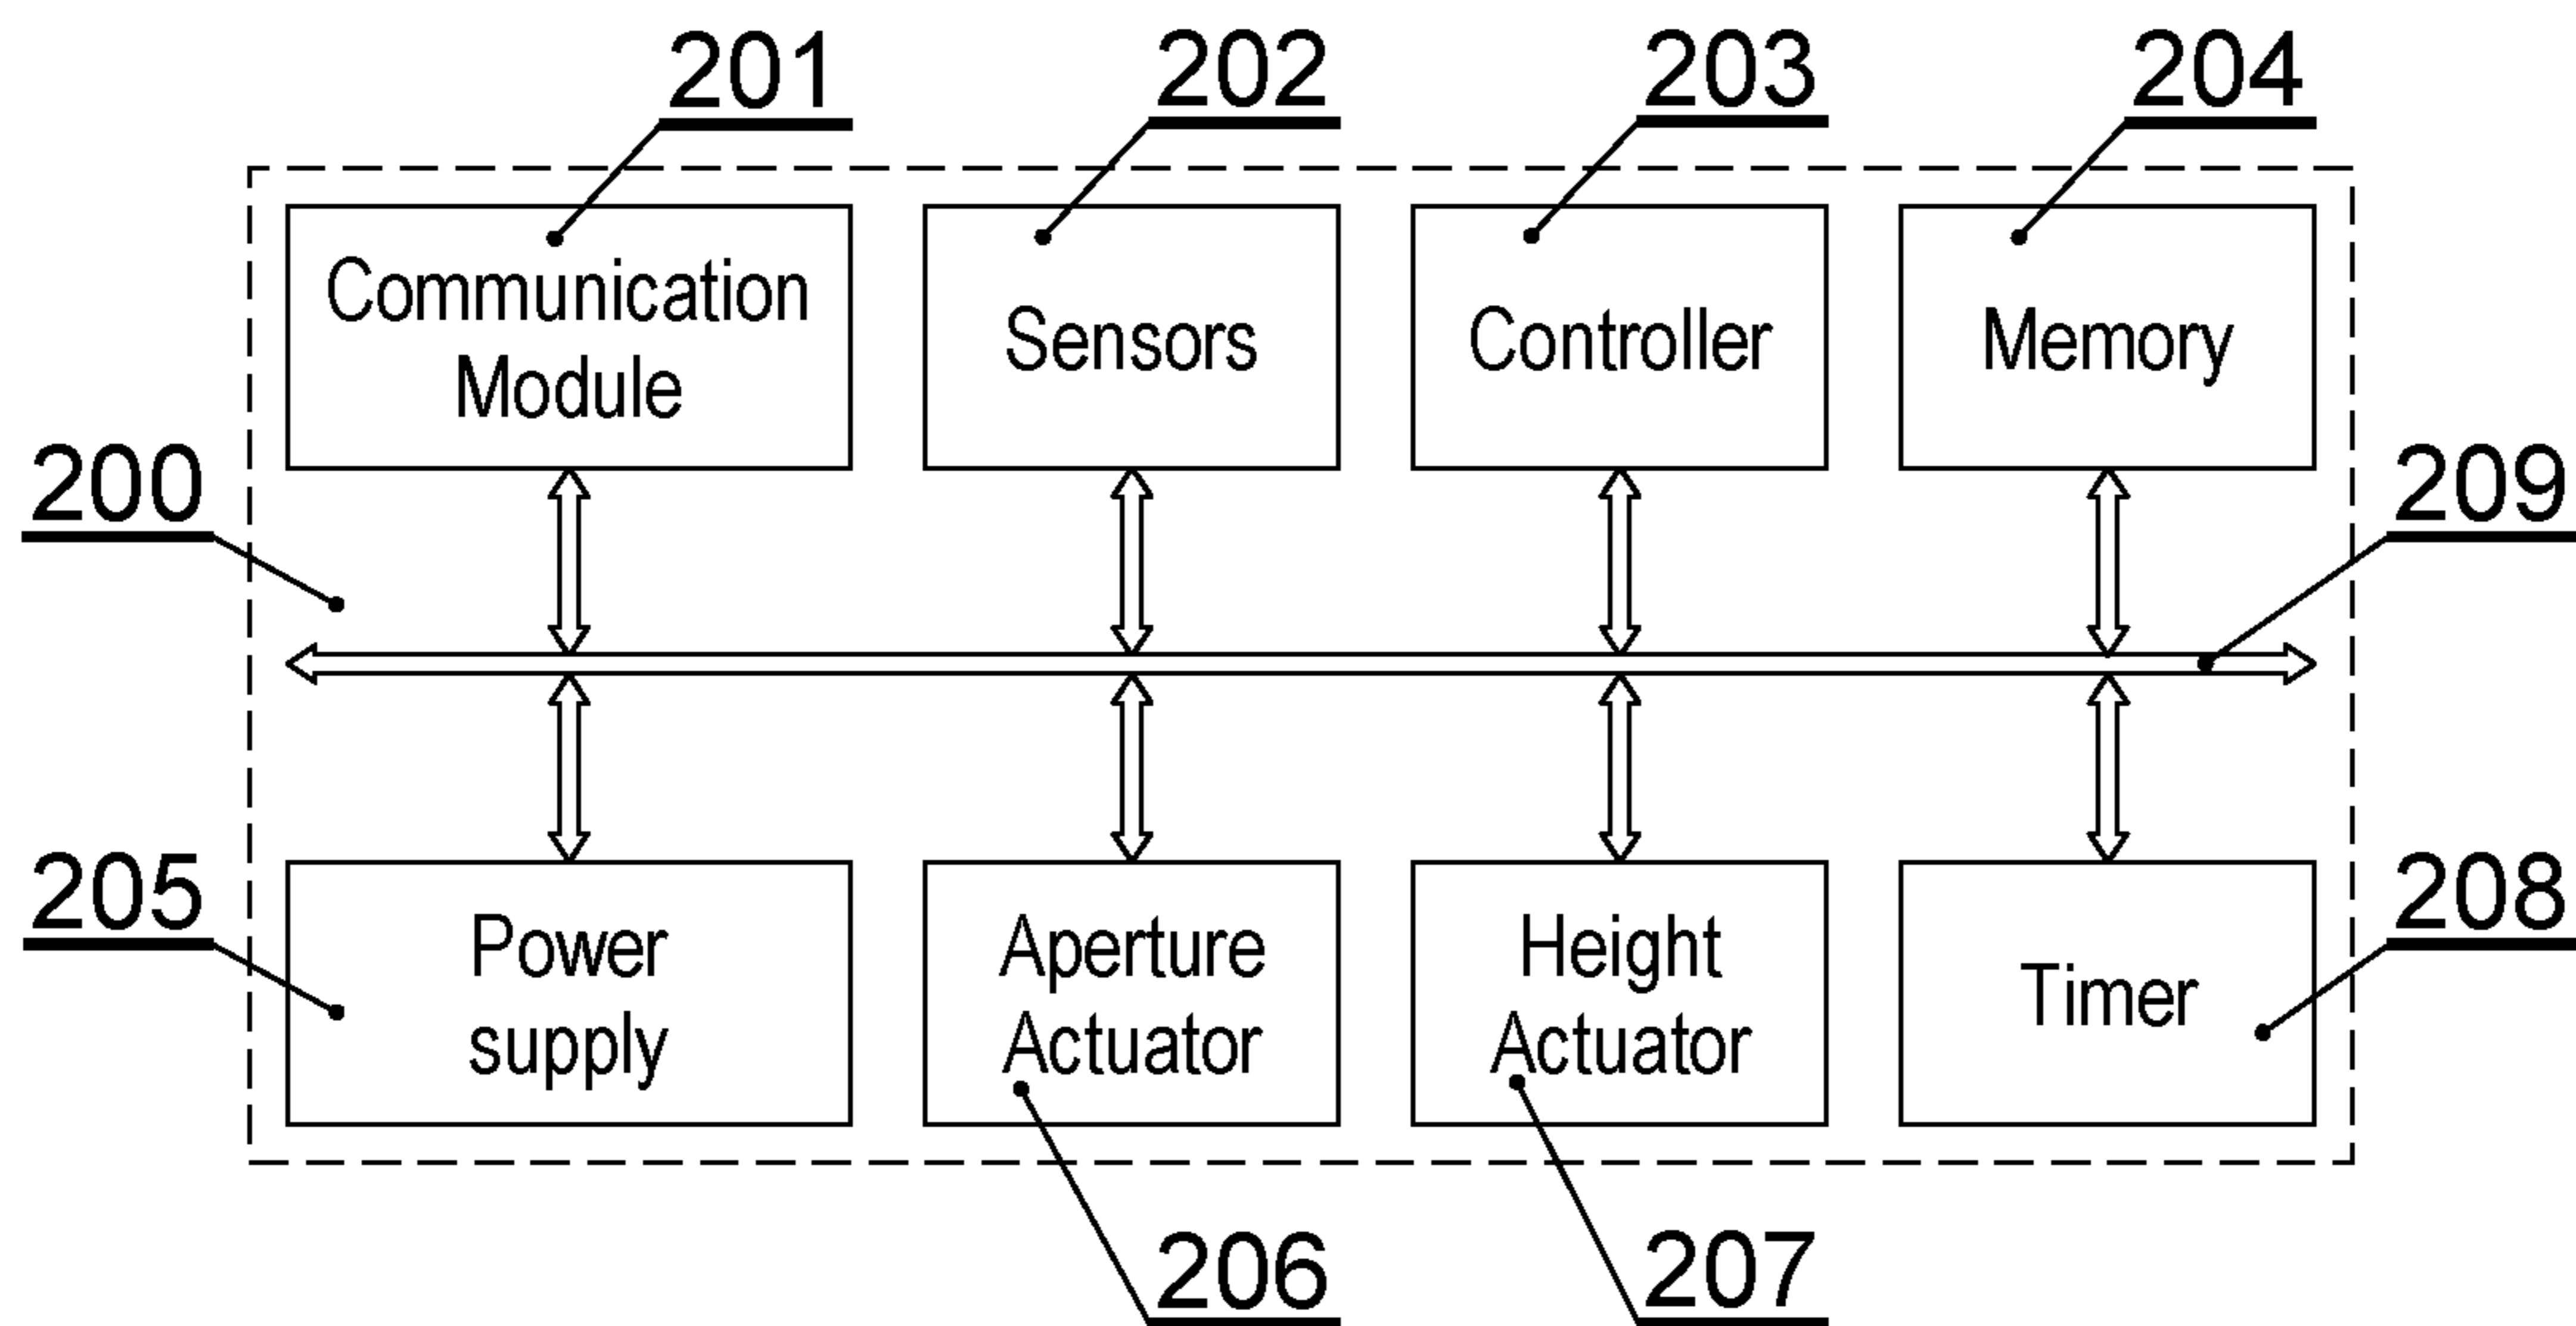 201 202 203 204
Communication
Module
Sensors
Controller
Memory
200
209
205
208
Power
supply
Aperture
Actuator
Height
Actuator
Timer
206 207